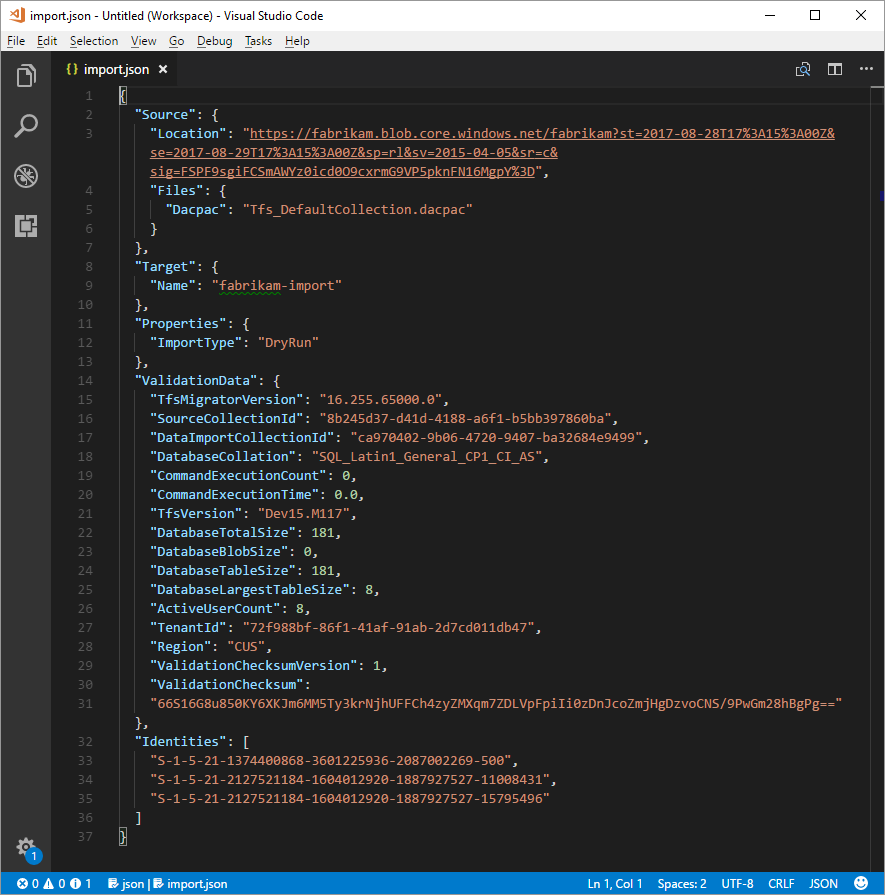 import.json - Untitled (Workspace) - Visual Studio Code
File Edit Selection View Go Debug Tasks Help
{} import.json
1 {
2 "Source": {
3 "Location": "https://fabrikam.blob.core.windows.net/fabrikam?st=2017-08-28T17%3A15%3A00Z&
se=2017-08-29T17%3A15%3A00Z&sp=rl&sv=2015-04-05&sr=c&
sig=FSPF9sgiFCSmAWYz0icd0O9cxrmG9VP5pknFN16MgpY%3D",
4 "Files": {
5 "Dacpac": "Tfs_DefaultCollection.dacpac"
6 }
7 },
8 "Target": {
9 "Name": "fabrikam-import"
10 },
11 "Properties": {
12 "ImportType": "DryRun"
13 },
14 "ValidationData": {
15 "TfsMigratorVersion": "16.255.65000.0",
16 "SourceCollectionId": "8b245d37-d41d-4188-a6f1-b5bb397860ba",
17 "DataImportCollectionId": "ca970402-9b06-4720-9407-ba32684e9499",
18 "DatabaseCollation": "SQL_Latin1_General_CP1_CI_AS",
19 "CommandExecutionCount": 0,
20 "CommandExecutionTime": 0.0,
21 "TfsVersion": "Dev15.M117",
22 "DatabaseTotalSize": 181,
23 "DatabaseBlobSize": 0,
24 "DatabaseTableSize": 181,
25 "DatabaseLargestTableSize": 8,
26 "ActiveUserCount": 8,
27 "TenantId": "72f988bf-86f1-41af-91ab-2d7cd011db47",
28 "Region": "CUS",
29 "ValidationChecksumVersion": 1,
30 "ValidationChecksum":
31 "66S16G8u850KY6XKJm6MM5Ty3krNjhUFFCh4zyZMXqm7ZDLVpFpiIi0zDnJcoZmjHgDzvoCNS/9PwGm28hBgPg=="
},
32 "Identities": [
33 "S-1-5-21-1374400868-3601225936-2087002269-500",
34 "S-1-5-21-2127521184-1604012920-1887927527-11008431",
35 "S-1-5-21-2127521184-1604012920-1887927527-15795496"
36 ]
37 }
1
0 0 1 json | import.json Ln 1, Col 1 Spaces: 2 UTF-8 CRLF JSON